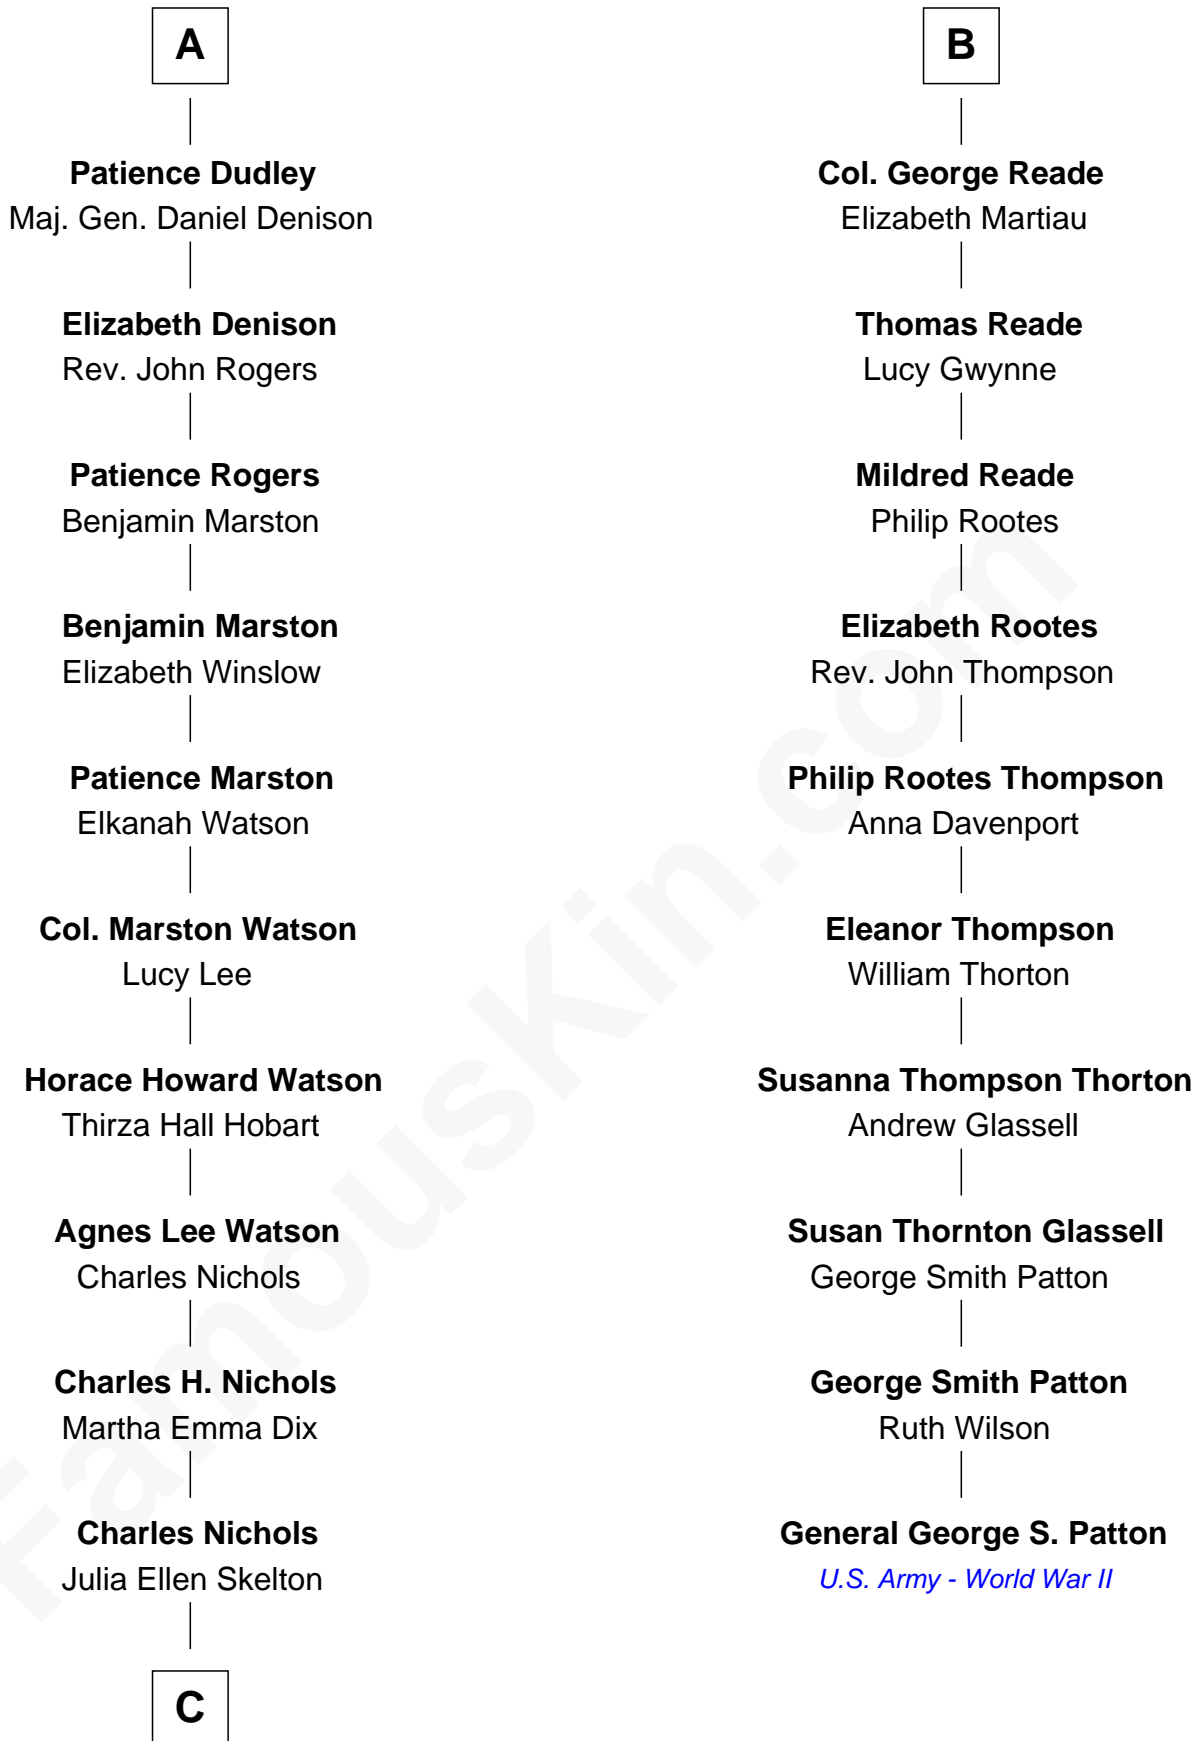 A
Patience Dudley
Maj. Gen. Daniel Denison
Elizabeth Denison
Rev. John Rogers
Patience Rogers
Benjamin Marston
Benjamin Marston
Elizabeth Winslow
Patience Marston
Elkanah Watson
Col. Marston Watson
Lucy Lee
Horace Howard Watson
Thirza Hall Hobart
Agnes Lee Watson
Charles Nichols
Charles H. Nichols
Martha Emma Dix
Charles Nichols
Julia Ellen Skelton
C
B
Col. George Reade
Elizabeth Martiau
Thomas Reade
Lucy Gwynne
Mildred Reade
Philip Rootes
Elizabeth Rootes
Rev. John Thompson
Philip Rootes Thompson
Anna Davenport
Eleanor Thompson
William Thorton
Susanna Thompson Thorton
Andrew Glassell
Susan Thornton Glassell
George Smith Patton
George Smith Patton
Ruth Wilson
General George S. Patton
U.S. Army - World War II
FamousKin.com